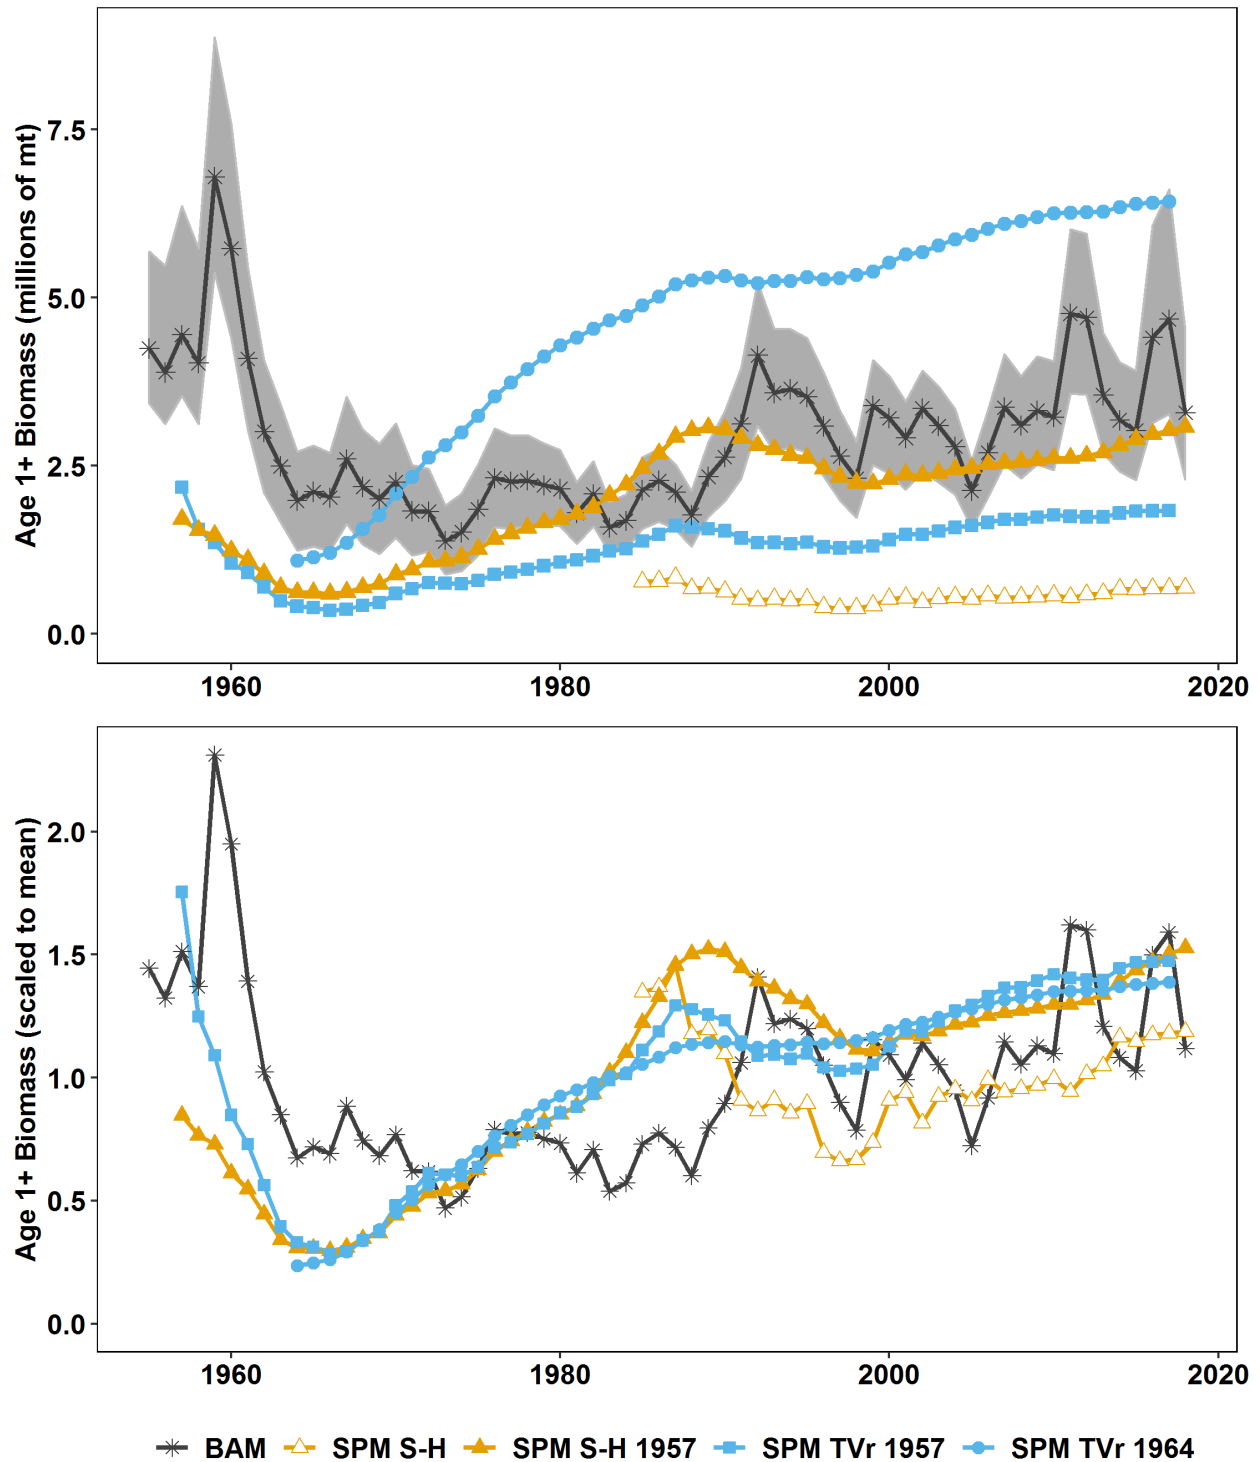 Age 1+ Biomass (millions of mt)
7.5
5.0
2.5
0.0
1960 1980 2000 2020
Age 1+ Biomass (scaled to mean)
2.0
1.5
1.0
0.5
0.0
1960 1980 2000 2020
BAM SPM S-H SPM S-H 1957 SPM TVr 1957 SPM TVr 1964